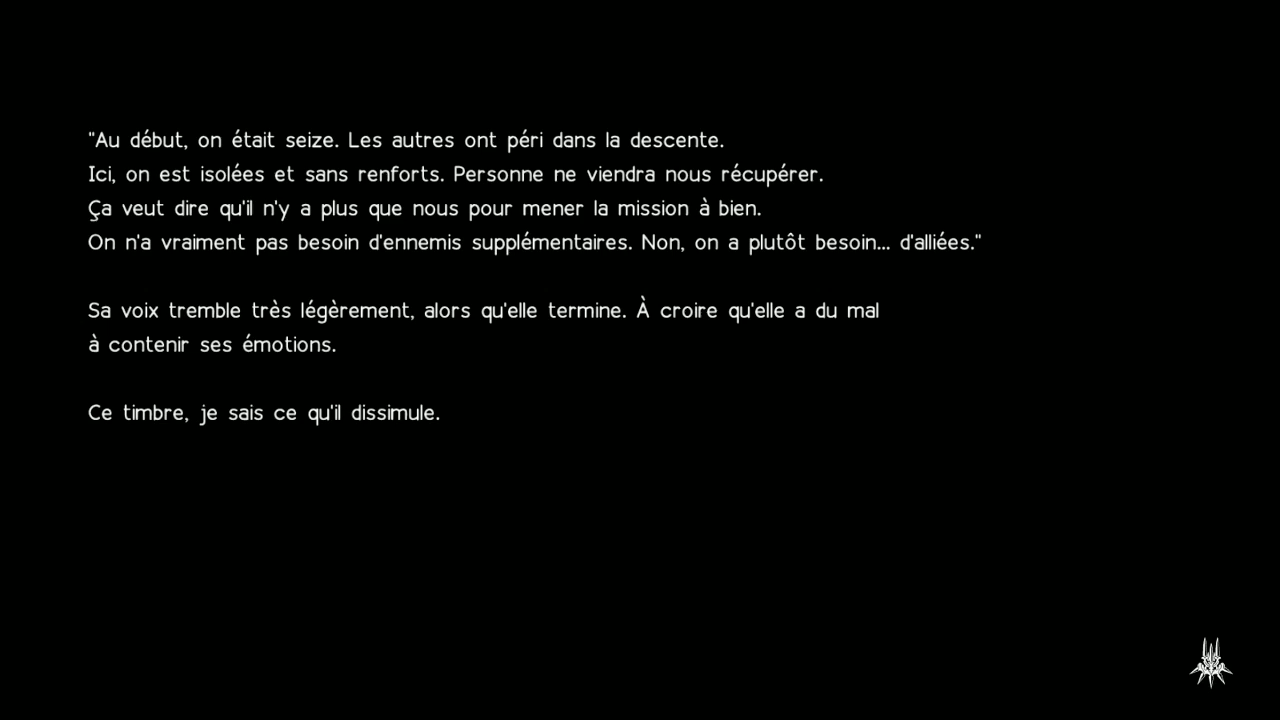 "Au début, on était seize. Les autres ont péri dans la descente.
Ici, on est isolées et sans renforts. Personne ne viendra nous récupérer.
Ça veut dire qu'il n'y a plus que nous pour mener la mission à bien.
On n'a vraiment pas besoin d'ennemis supplémentaires. Non, on a plutôt besoin... d'alliées."
Sa voix tremble très légèrement, alors qu'elle termine. À croire qu'elle a du mal
à contenir ses émotions.
Ce timbre, je sais ce qu'il dissimule.